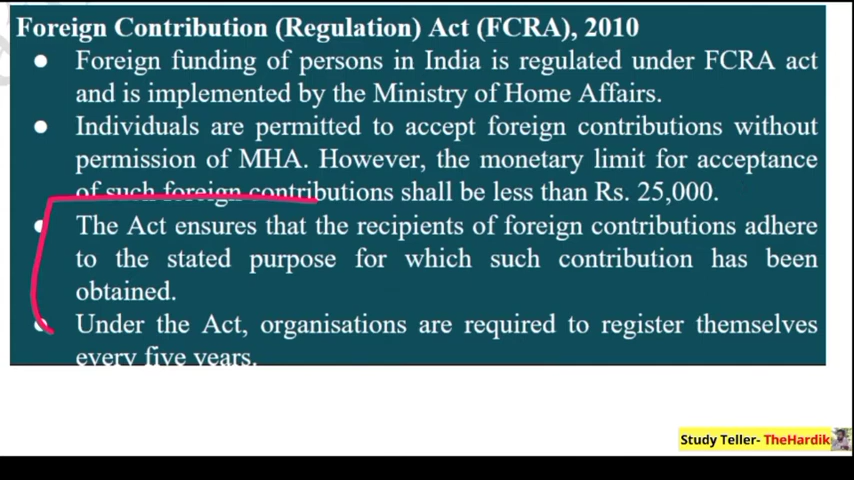 Foreign Contribution (Regulation) Act (FCRA), 2010
● Foreign funding of persons in India is regulated under FCRA act
and is implemented by the Ministry of Home Affairs.
● Individuals are permitted to accept foreign contributions without
permission of MHA. However, the monetary limit for acceptance
of such foreign contributions shall be less than Rs. 25,000.
● The Act ensures that the recipients of foreign contributions adhere
to the stated purpose for which such contribution has been
obtained.
● Under the Act, organisations are required to register themselves
every five years.
Study Teller- TheHardik